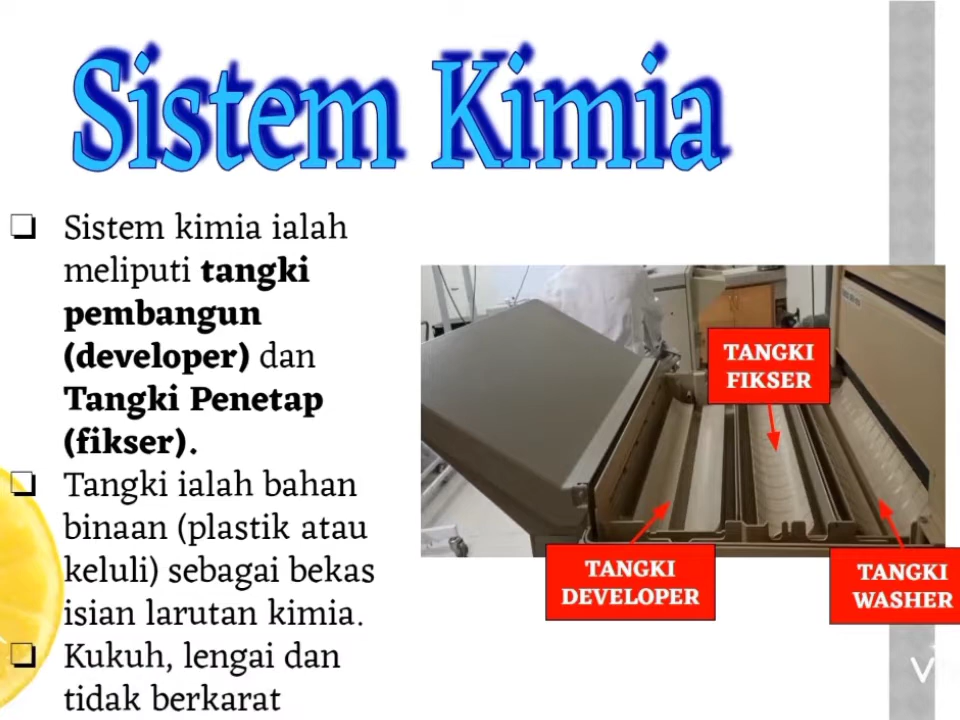 Sistem Kimia
❏ Sistem kimia ialah
meliputi tangki
pembangun
(developer) dan
Tangki Penetap
(fikser).
❏ Tangki ialah bahan
binaan (plastik atau
keluli) sebagai bekas
isian larutan kimia.
❏ Kukuh, lengai dan
tidak berkarat
TANGKI
FIKSER
TANGKI
DEVELOPER
TANGKI
WASHER